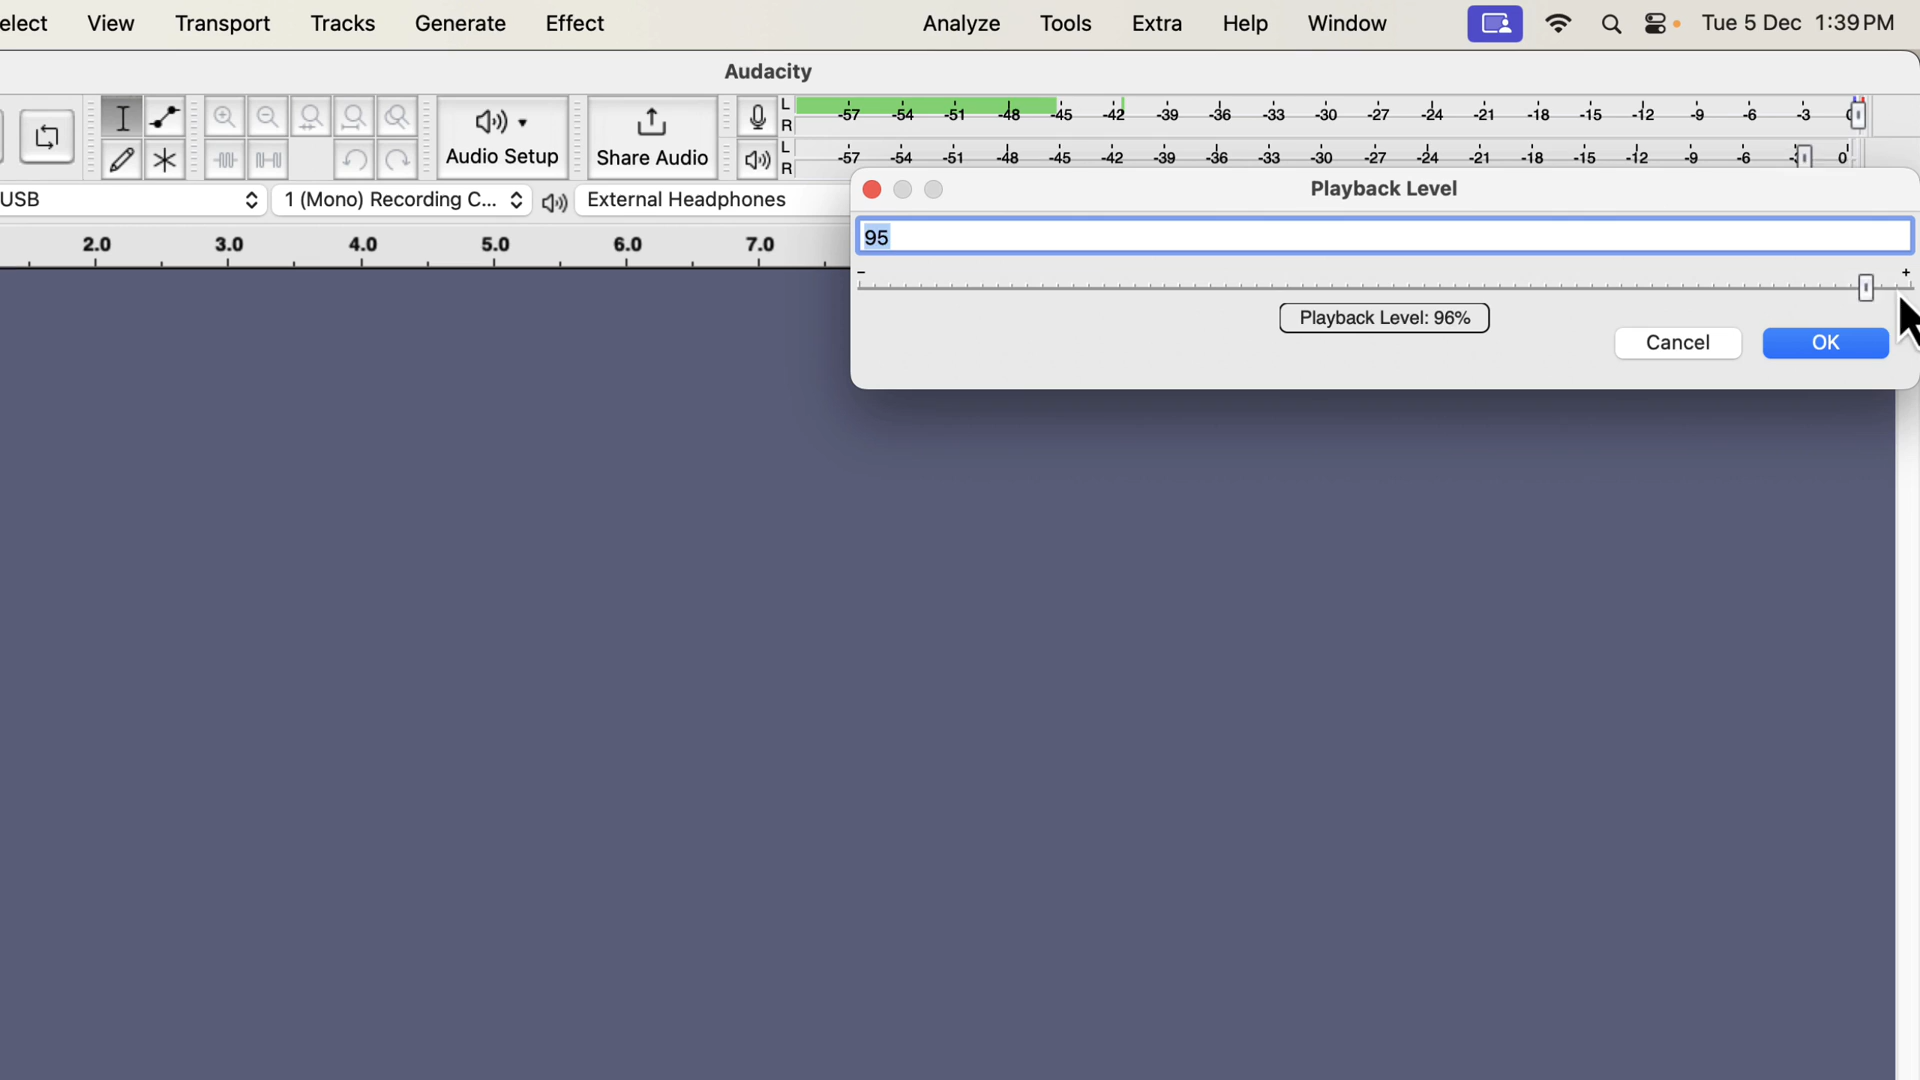 elect View Transport Tracks Generate Effect Analyze Tools Extra Help Window Tue 5 Dec 1:39 PM
Audacity
L -57 -54 -51 -48 -45 -42 -39 -36 -33 -30 -27 -24 -21 -18 -15 -12 -9 -6 -3 0
R
Audio Setup
Share Audio
L -57 -54 -51 -48 -45 -42 -39 -36 -33 -30 -27 -24 -21 -18 -15 -12 -9 -6 -3 0
R
USB 1 (Mono) Recording C... External Headphones
2.0 3.0 4.0 5.0 6.0 7.0
Playback Level
95
- +
Playback Level: 96%
Cancel OK